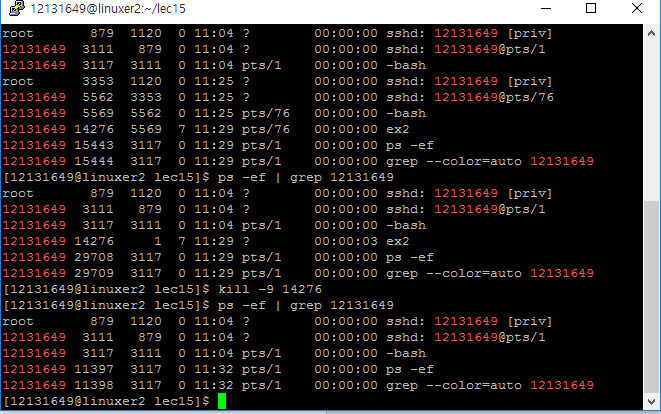 12131649@linuxer2:~/lec15
root       879  1120  0 11:04 ?        00:00:00 sshd: 12131649 [priv]
12131649  3111   879  0 11:04 ?        00:00:00 sshd: 12131649@pts/1
12131649  3117  3111  0 11:04 pts/1    00:00:00 -bash
root      3353  1120  0 11:25 ?        00:00:00 sshd: 12131649 [priv]
12131649  5562  3353  0 11:25 ?        00:00:00 sshd: 12131649@pts/76
12131649  5569  5562  0 11:25 pts/76   00:00:00 -bash
12131649 14276  5569  7 11:29 pts/76   00:00:00 ex2
12131649 15443  3117  0 11:29 pts/1    00:00:00 ps -ef
12131649 15444  3117  0 11:29 pts/1    00:00:00 grep --color=auto 12131649
[12131649@linuxer2 lec15]$ ps -ef | grep 12131649
root       879  1120  0 11:04 ?        00:00:00 sshd: 12131649 [priv]
12131649  3111   879  0 11:04 ?        00:00:00 sshd: 12131649@pts/1
12131649  3117  3111  0 11:04 pts/1    00:00:00 -bash
12131649 14276     1  7 11:29 ?        00:00:03 ex2
12131649 29708  3117  0 11:29 pts/1    00:00:00 ps -ef
12131649 29709  3117  0 11:29 pts/1    00:00:00 grep --color=auto 12131649
[12131649@linuxer2 lec15]$ kill -9 14276
[12131649@linuxer2 lec15]$ ps -ef | grep 12131649
root       879  1120  0 11:04 ?        00:00:00 sshd: 12131649 [priv]
12131649  3111   879  0 11:04 ?        00:00:00 sshd: 12131649@pts/1
12131649  3117  3111  0 11:04 pts/1    00:00:00 -bash
12131649 11397  3117  0 11:32 pts/1    00:00:00 ps -ef
12131649 11398  3117  0 11:32 pts/1    00:00:00 grep --color=auto 12131649
[12131649@linuxer2 lec15]$